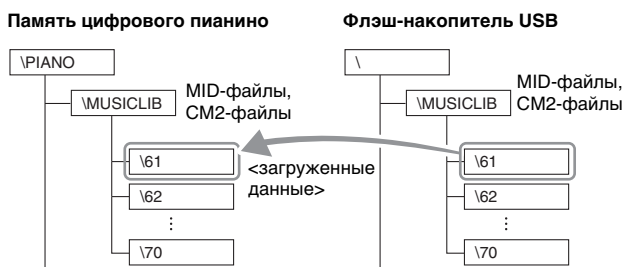 Память цифрового пианино
\PIANO
\MUSICLIB
MID-файлы,
CM2-файлы
\61
\62
⋮
\70
<загруженные
данные>
Флэш-накопитель USB
\
\MUSICLIB
MID-файлы,
CM2-файлы
\61
\62
⋮
\70